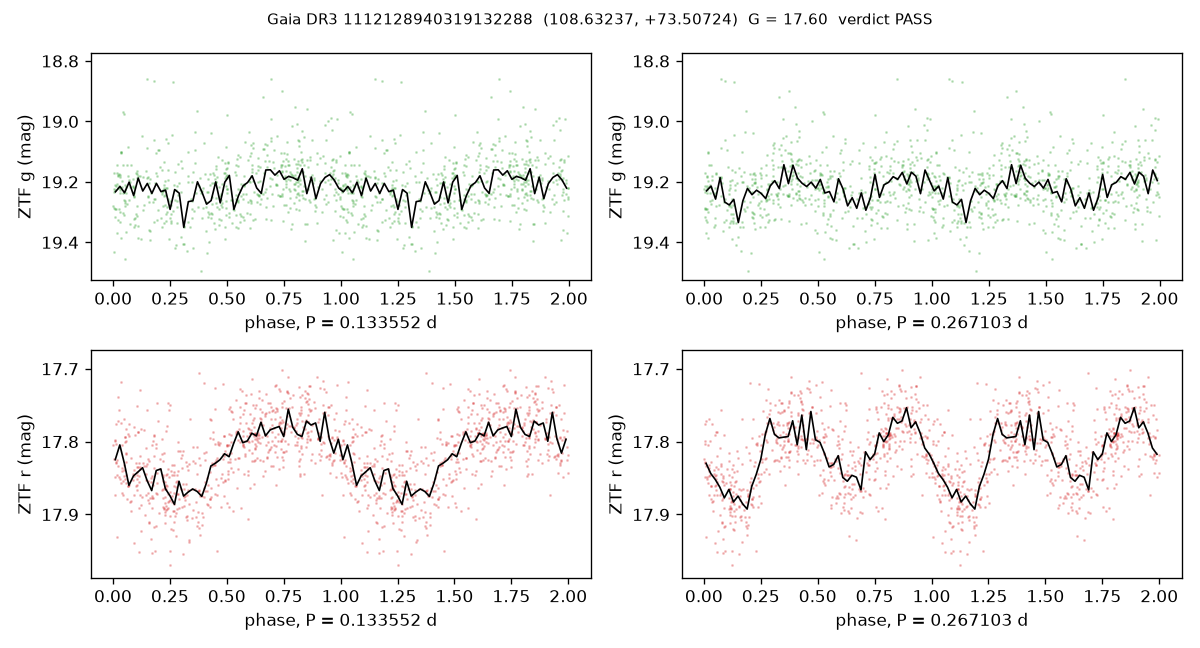 Gaia DR3 1112128940319132288 (108.63237, +73.50724) G = 17.60 verdict PASS
ZTF g (mag)
18.8
19.0
19.2
19.4
0.00 0.25 0.50 0.75 1.00 1.25 1.50 1.75 2.00
phase, P = 0.133552 d
ZTF g (mag)
18.8
19.0
19.2
19.4
0.00 0.25 0.50 0.75 1.00 1.25 1.50 1.75 2.00
phase, P = 0.267103 d
ZTF r (mag)
17.7
17.8
17.9
0.00 0.25 0.50 0.75 1.00 1.25 1.50 1.75 2.00
phase, P = 0.133552 d
ZTF r (mag)
17.7
17.8
17.9
0.00 0.25 0.50 0.75 1.00 1.25 1.50 1.75 2.00
phase, P = 0.267103 d